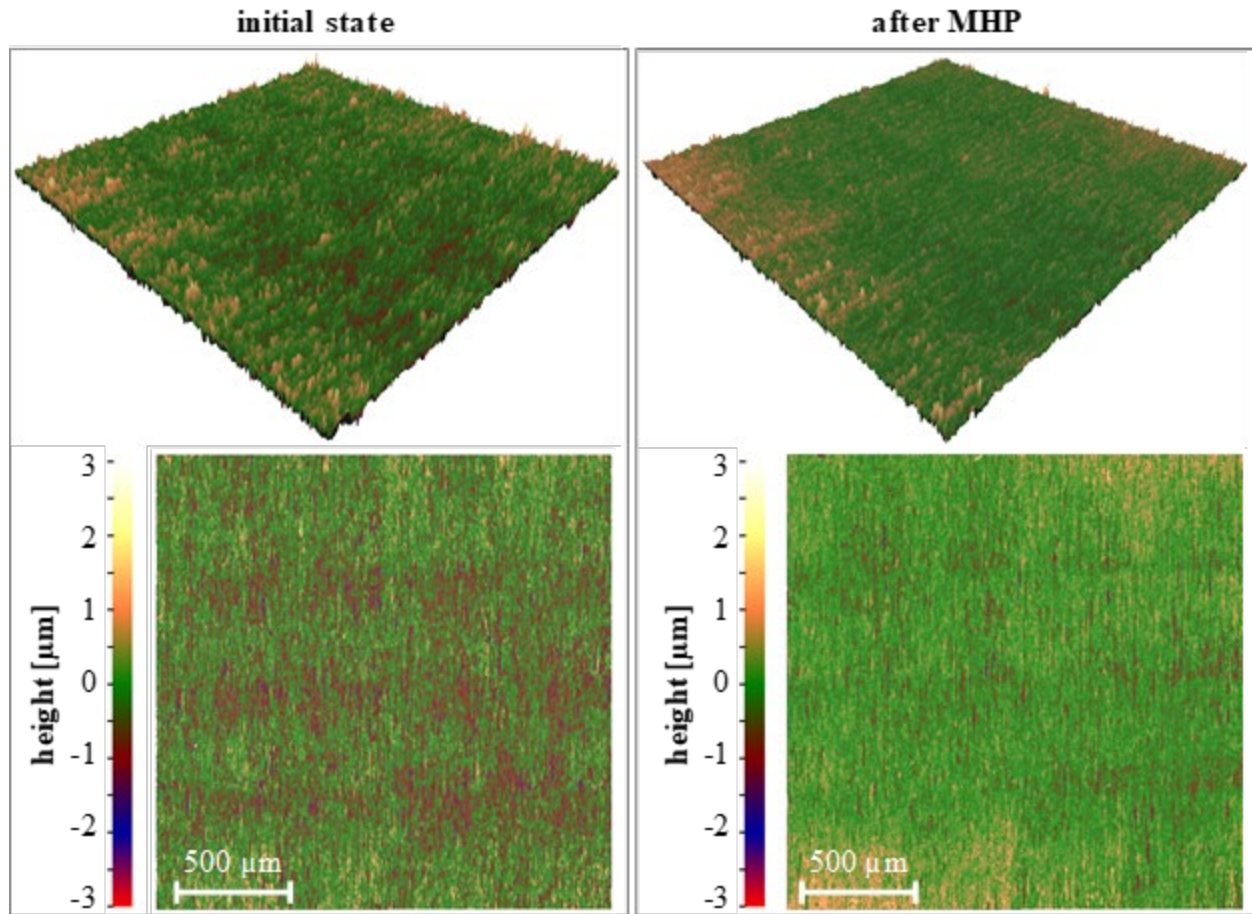 initial state
after MHP
height [µm]
3
2
1
0
-1
-2
-3
500 µm
height [µm]
3
2
1
0
-1
-2
-3
500 µm